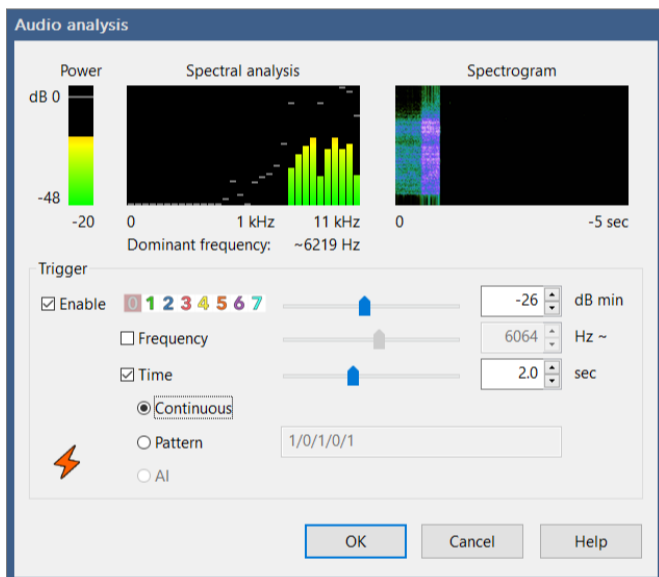 Audio analysis
Power Spectral analysis Spectrogram
dB 0
-48
-20 0 1 kHz 11 kHz 0 -5 sec
Dominant frequency: ~6219 Hz
Trigger
Enable 0 1 2 3 4 5 6 7 -26 dB min
Frequency 6064 Hz ~
Time 2.0 sec
Continuous
Pattern 1/0/1/0/1
AI
OK Cancel Help